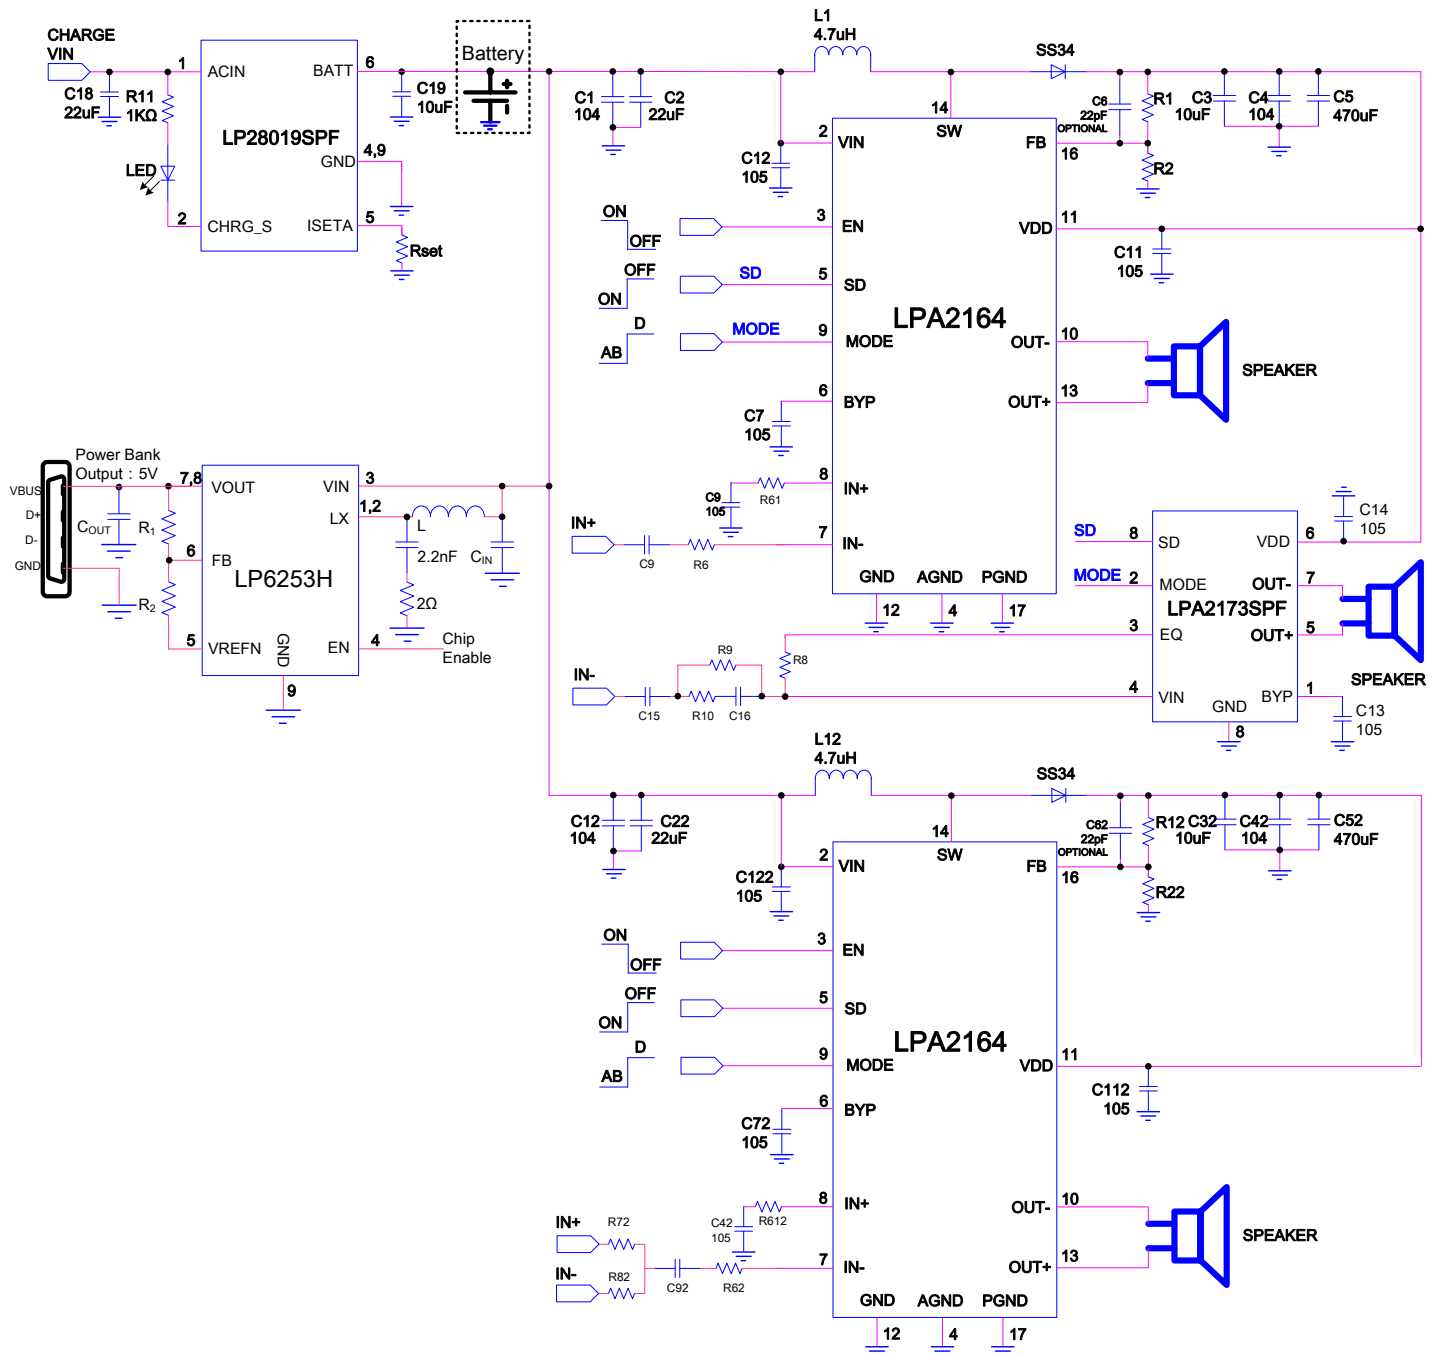 CHARGE
VIN
C18
22uF
R11
1KΩ
LED
1
ACIN
BATT
6
LP28019SPF
4,9
GND
2
CHRG_S
ISETA
5
Rset
C19
10uF
Battery
+
C1
104
C2
22uF
L1
4.7uH
SS34
14
SW
C6
22pF
OPTIONAL
R1
C3
10uF
C4
104
C5
470uF
2
VIN
FB
16
R2
C12
105
ON
OFF
3
EN
VDD
11
C11
105
OFF
ON
SD
5
SD
LPA2164
D
AB
MODE
9
MODE
OUT-
10
SPEAKER
6
BYP
OUT+
13
C7
105
8
IN+
R61
C9
105
IN+
C9
R6
7
IN-
GND
AGND
PGND
12
4
17
Power Bank
Output : 5V
VBUS
D+
D-
GND
COUT
R1
R2
7,8
VOUT
VIN
3
LX
1,2
6
FB
LP6253H
L
2.2nF
CIN
2Ω
5
VREFN
GND
EN
4
Chip
Enable
9
C14
105
SD
8
SD
VDD
6
MODE
2
MODE
OUT-
7
LPA2173SPF
3
EQ
OUT+
5
SPEAKER
4
VIN
BYP
1
GND
8
C13
105
IN-
C15
R9
R10
C16
R8
L12
4.7uH
SS34
C12
104
C22
22uF
14
SW
C62
22pF
OPTIONAL
R12
C32
10uF
C42
104
C52
470uF
2
VIN
FB
16
R22
C122
105
ON
OFF
3
EN
OFF
ON
5
SD
LPA2164
D
AB
9
MODE
VDD
11
C112
105
6
BYP
C72
105
8
IN+
OUT-
10
R612
C42
105
SPEAKER
IN+
R72
IN-
R82
C92
R62
7
IN-
OUT+
13
GND
AGND
PGND
12
4
17